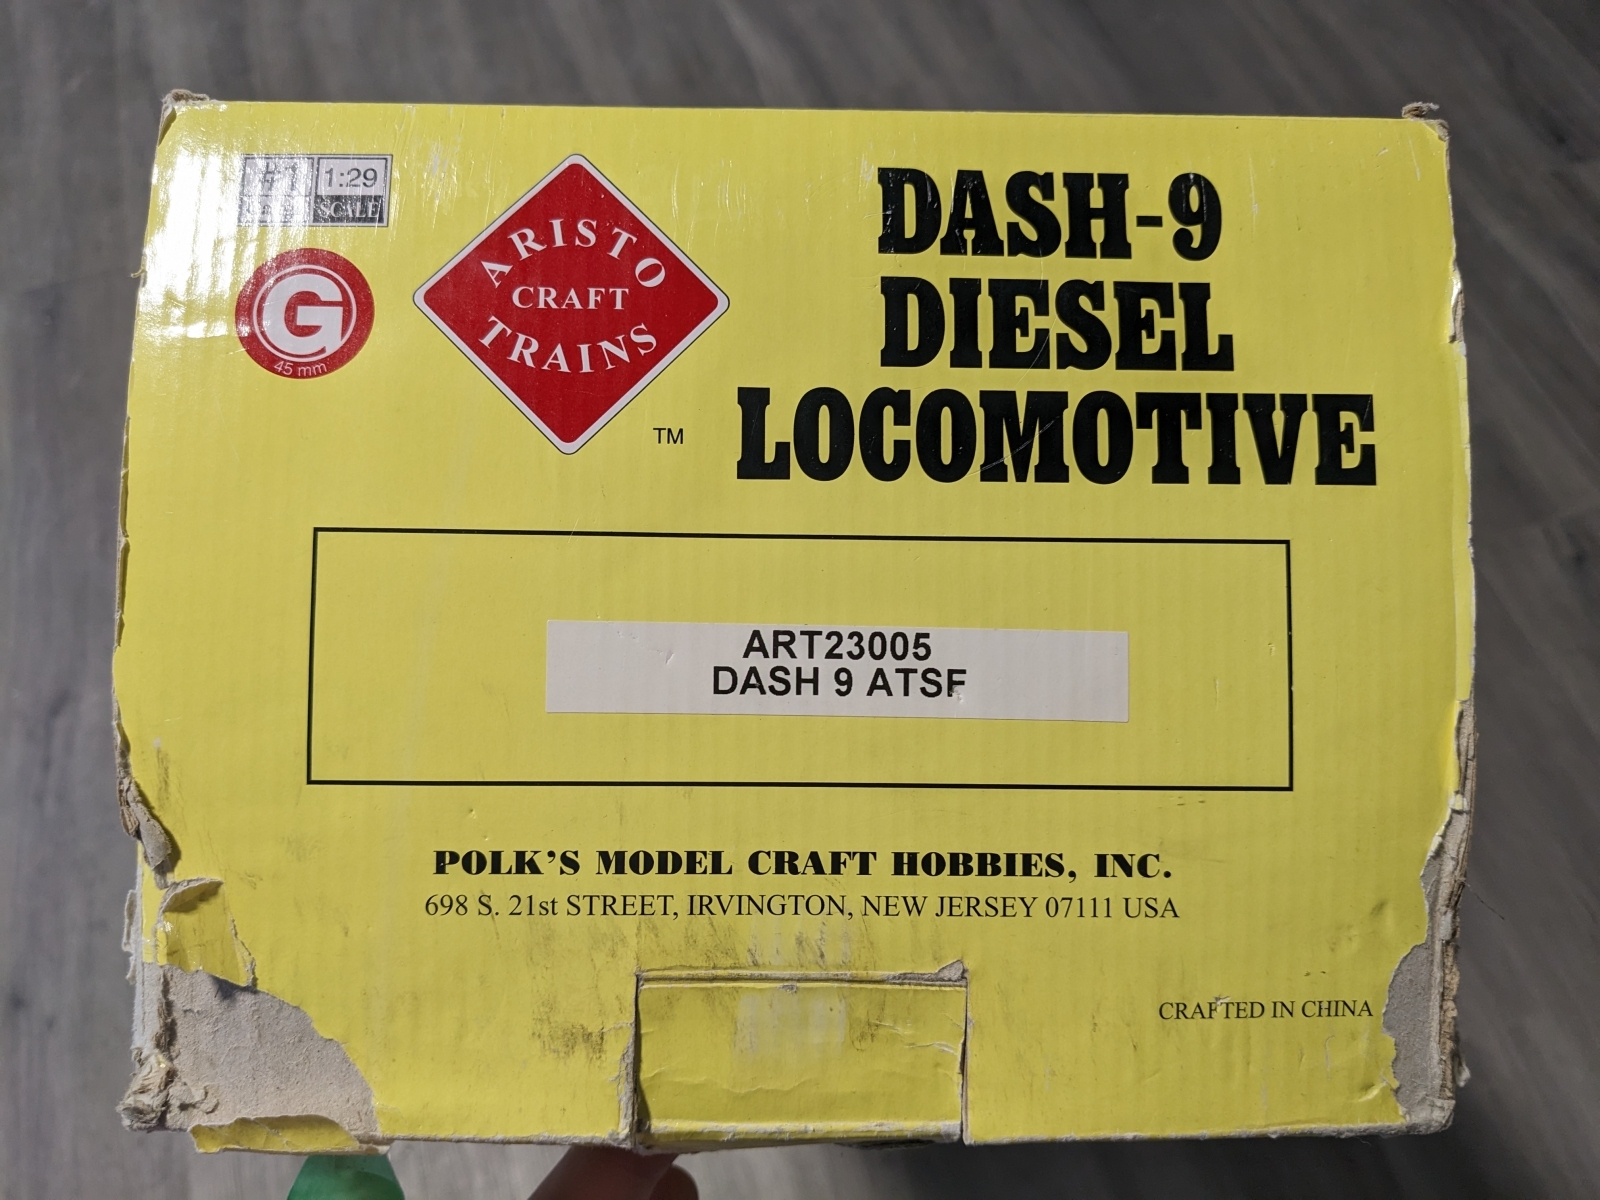 #1 1:29
SCALE
G
45 mm
ARISTO
CRAFT
TRAINS
TM
DASH-9
DIESEL
LOCOMOTIVE
ART23005
DASH 9 ATSF
POLK'S MODEL CRAFT HOBBIES, INC.
698 S. 21st STREET, IRVINGTON, NEW JERSEY 07111 USA
CRAFTED IN CHINA